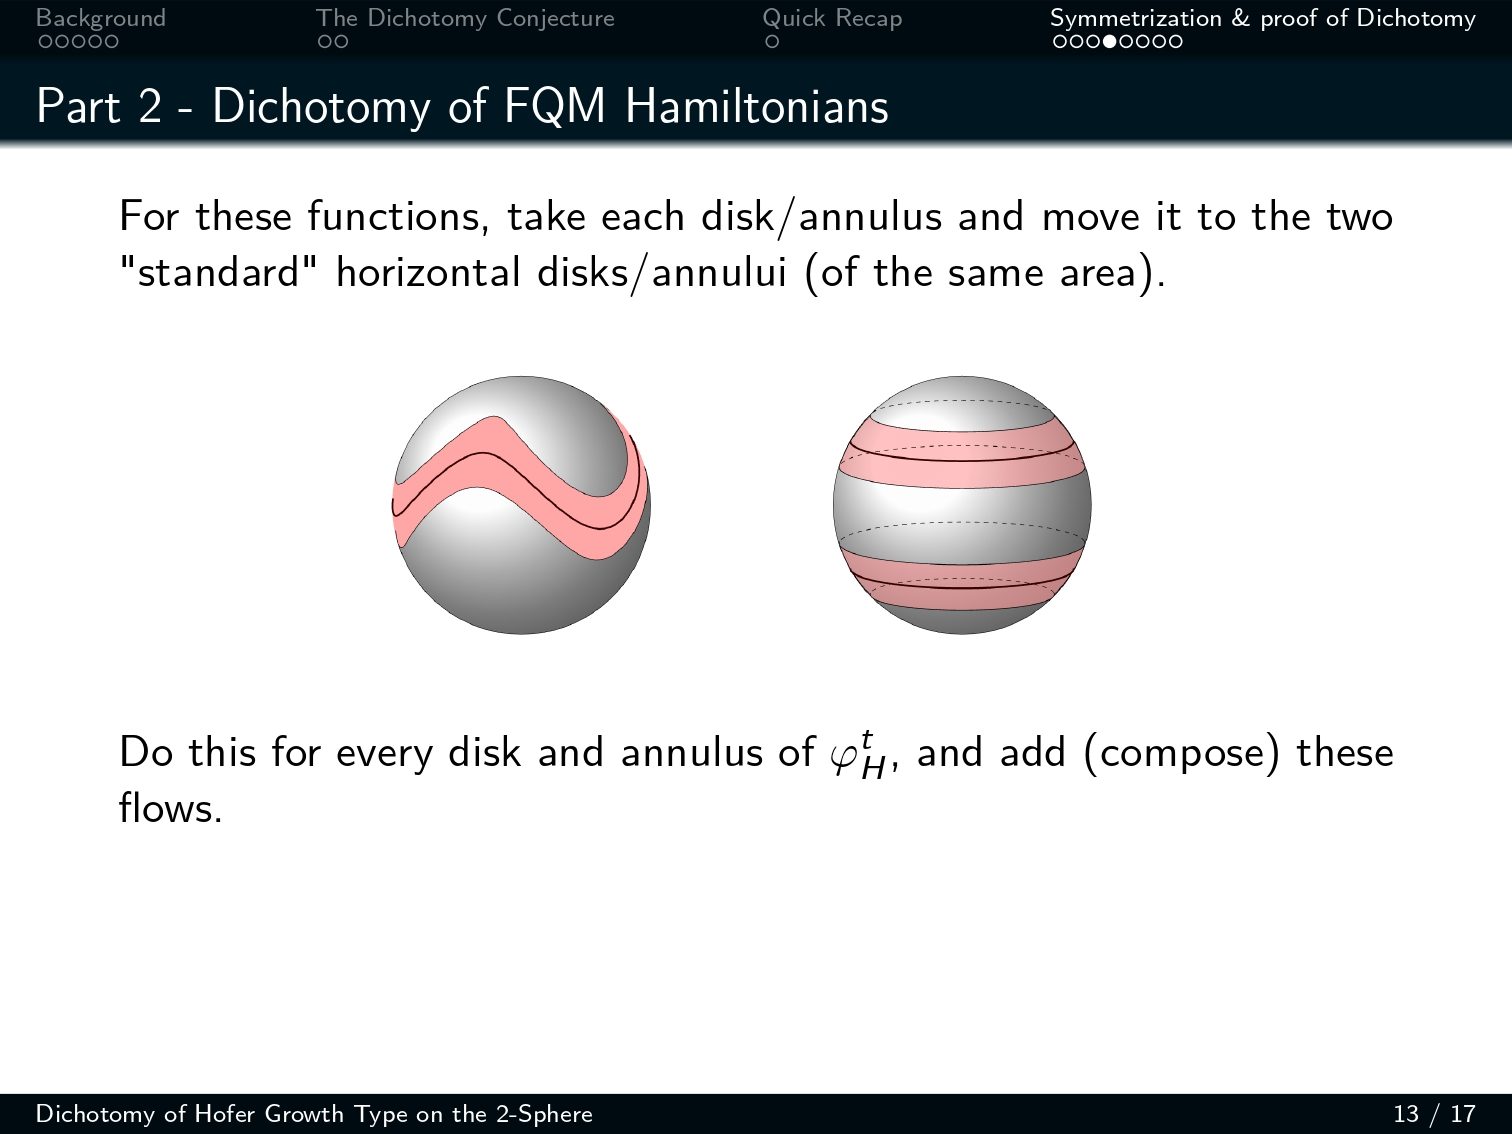 Background The Dichotomy Conjecture Quick Recap Symmetrization & proof of Dichotomy
Part 2 - Dichotomy of FQM Hamiltonians
For these functions, take each disk/annulus and move it to the two
"standard" horizontal disks/annului (of the same area).
Do this for every disk and annulus of φ_H^t, and add (compose) these
flows.
Dichotomy of Hofer Growth Type on the 2-Sphere 13 / 17